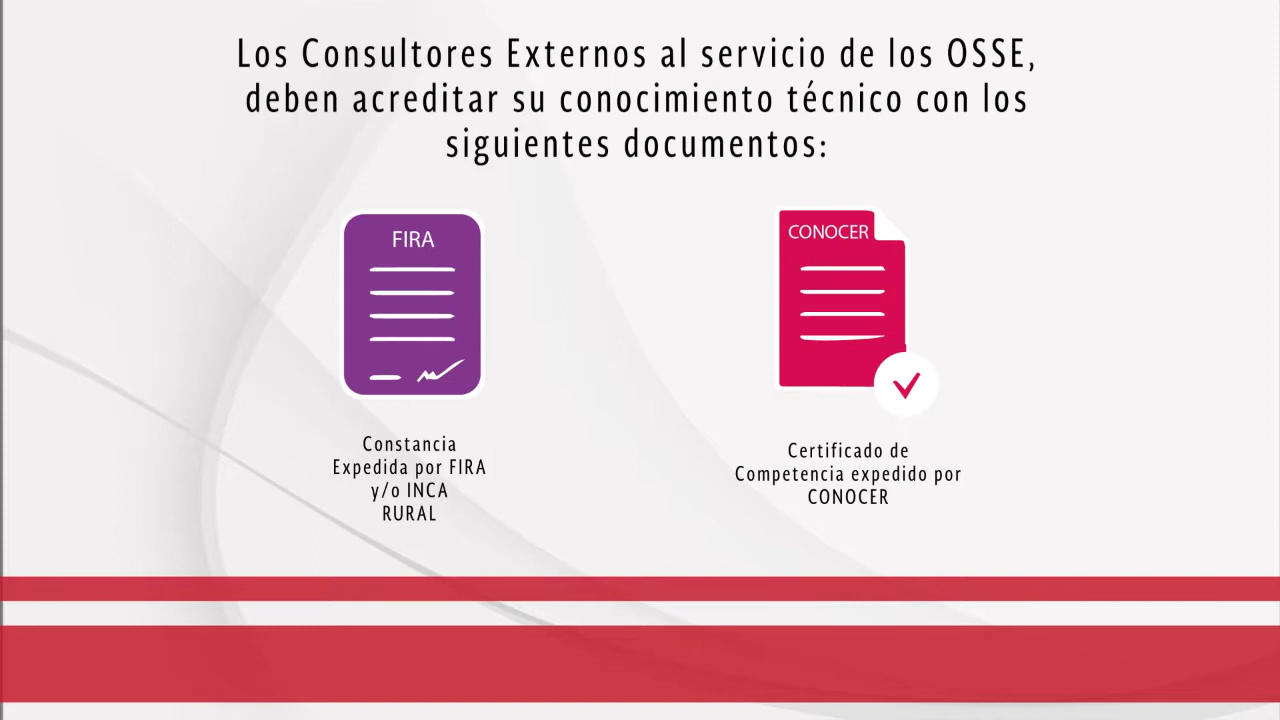 Los Consultores Externos al servicio de los OSSE,
deben acreditar su conocimiento técnico con los
siguientes documentos:
FIRA
CONOCER
Constancia
Expedida por FIRA
y/o INCA
RURAL
Certificado de
Competencia expedido por
CONOCER